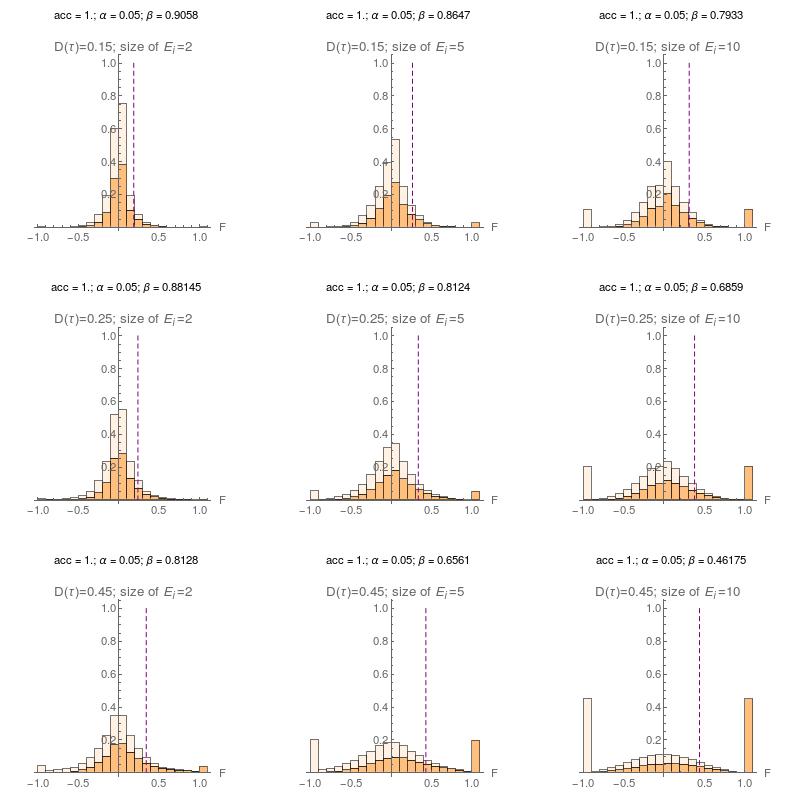 acc = 1.; α = 0.05; β = 0.9058
D(τ)=0.15; size of Ei=2
1.0
0.8
0.6
0.4
0.2
−1.0 −0.5 0.5 1.0 F
acc = 1.; α = 0.05; β = 0.8647
D(τ)=0.15; size of Ei=5
1.0
0.8
0.6
0.4
0.2
−1.0 −0.5 0.5 1.0 F
acc = 1.; α = 0.05; β = 0.7933
D(τ)=0.15; size of Ei=10
1.0
0.8
0.6
0.4
0.2
−1.0 −0.5 0.5 1.0 F
acc = 1.; α = 0.05; β = 0.88145
D(τ)=0.25; size of Ei=2
1.0
0.8
0.6
0.4
0.2
−1.0 −0.5 0.5 1.0 F
acc = 1.; α = 0.05; β = 0.8124
D(τ)=0.25; size of Ei=5
1.0
0.8
0.6
0.4
0.2
−1.0 −0.5 0.5 1.0 F
acc = 1.; α = 0.05; β = 0.6859
D(τ)=0.25; size of Ei=10
1.0
0.8
0.6
0.4
0.2
−1.0 −0.5 0.5 1.0 F
acc = 1.; α = 0.05; β = 0.8128
D(τ)=0.45; size of Ei=2
1.0
0.8
0.6
0.4
0.2
−1.0 −0.5 0.5 1.0 F
acc = 1.; α = 0.05; β = 0.6561
D(τ)=0.45; size of Ei=5
1.0
0.8
0.6
0.4
0.2
−1.0 −0.5 0.5 1.0 F
acc = 1.; α = 0.05; β = 0.46175
D(τ)=0.45; size of Ei=10
1.0
0.8
0.6
0.4
0.2
−1.0 −0.5 0.5 1.0 F